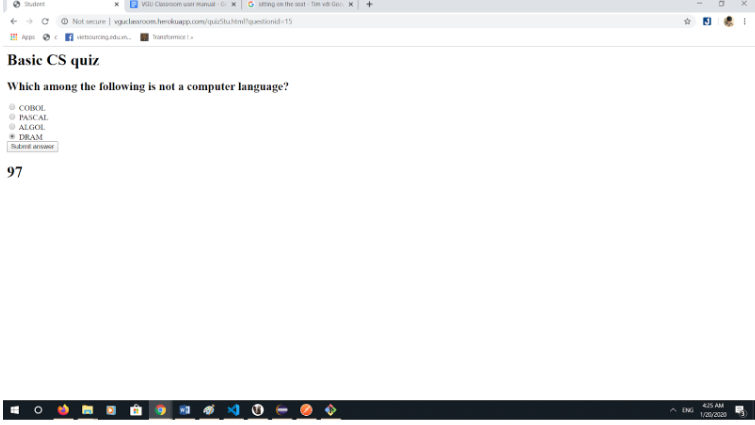 Student
VGU Classroom user manual - Go
sitting on the seat - Tìm với Goo
Not secure | vguclassroom.herokuapp.com/quizStu.html?questionid=15
Apps
c
vietsourcing.edu.vn...
Transformice ! »
Basic CS quiz
Which among the following is not a computer language?
COBOL
PASCAL
ALGOL
DRAM
Submit answer
97
ENG
4:25 AM
1/20/2020